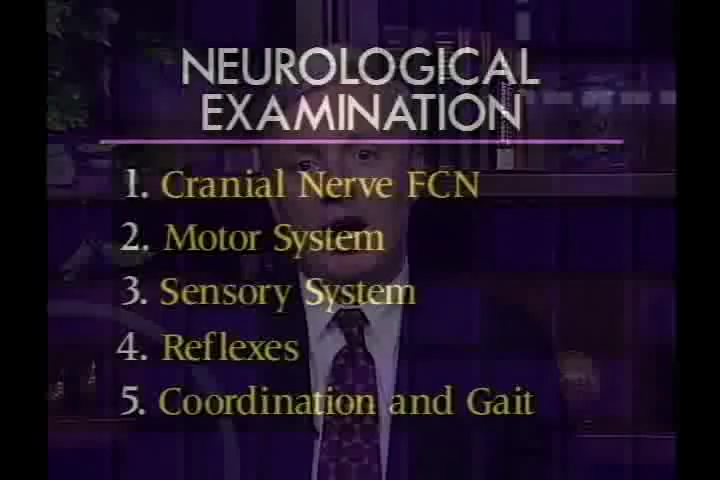 NEUROLOGICAL
EXAMINATION
1. Cranial Nerve FCN
2. Motor System
3. Sensory System
4. Reflexes
5. Coordination and Gait